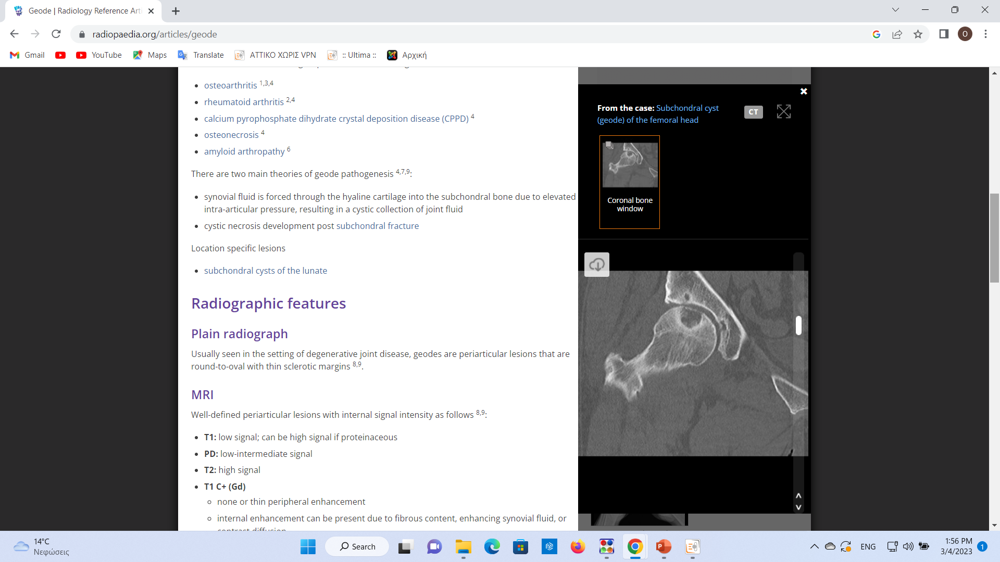 Geode | Radiology Reference Arti
radiopaedia.org/articles/geode
O
Gmail
YouTube
Maps
Translate
ΑΤΤΙΚΟ ΧΩΡΙΣ VPN
:: Ultima ::
Αρχική
osteoarthritis 1,3,4
rheumatoid arthritis 2,4
calcium pyrophosphate dihydrate crystal deposition disease (CPPD) 4
osteonecrosis 4
amyloid arthropathy 6
There are two main theories of geode pathogenesis 4,7,9:
synovial fluid is forced through the hyaline cartilage into the subchondral bone due to elevated
intra-articular pressure, resulting in a cystic collection of joint fluid
cystic necrosis development post subchondral fracture
Location specific lesions
subchondral cysts of the lunate
Radiographic features
Plain radiograph
Usually seen in the setting of degenerative joint disease, geodes are periarticular lesions that are
round-to-oval with thin sclerotic margins 8,9.
MRI
Well-defined periarticular lesions with internal signal intensity as follows 8,9:
T1: low signal; can be high signal if proteinaceous
PD: low-intermediate signal
T2: high signal
T1 C+ (Gd)
none or thin peripheral enhancement
internal enhancement can be present due to fibrous content, enhancing synovial fluid, or
contrast diffusion
From the case: Subchondral cyst
(geode) of the femoral head
CT
Coronal bone
window
14°C
Νεφώσεις
Search
ENG
1:56 PM
3/4/2023
1